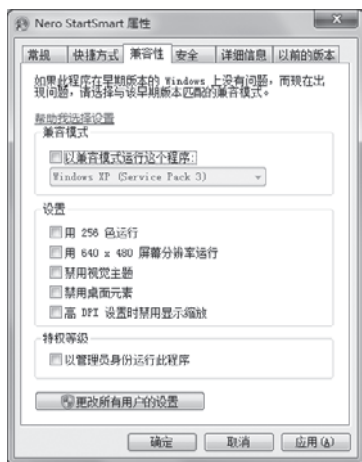 Nero StartSmart 属性
常规 快捷方式 兼容性 安全 详细信息 以前的版本
如果此程序在早期版本的 Windows 上没有问题，而现在出
现问题，请选择与该早期版本匹配的兼容模式。
帮助我选择设置
兼容模式
以兼容模式运行这个程序:
Windows XP (Service Pack 3)
设置
用 256 色运行
用 640 x 480 屏幕分辨率运行
禁用视觉主题
禁用桌面元素
高 DPI 设置时禁用显示缩放
特权等级
以管理员身份运行此程序
更改所有用户的设置
确定 取消 应用(A)